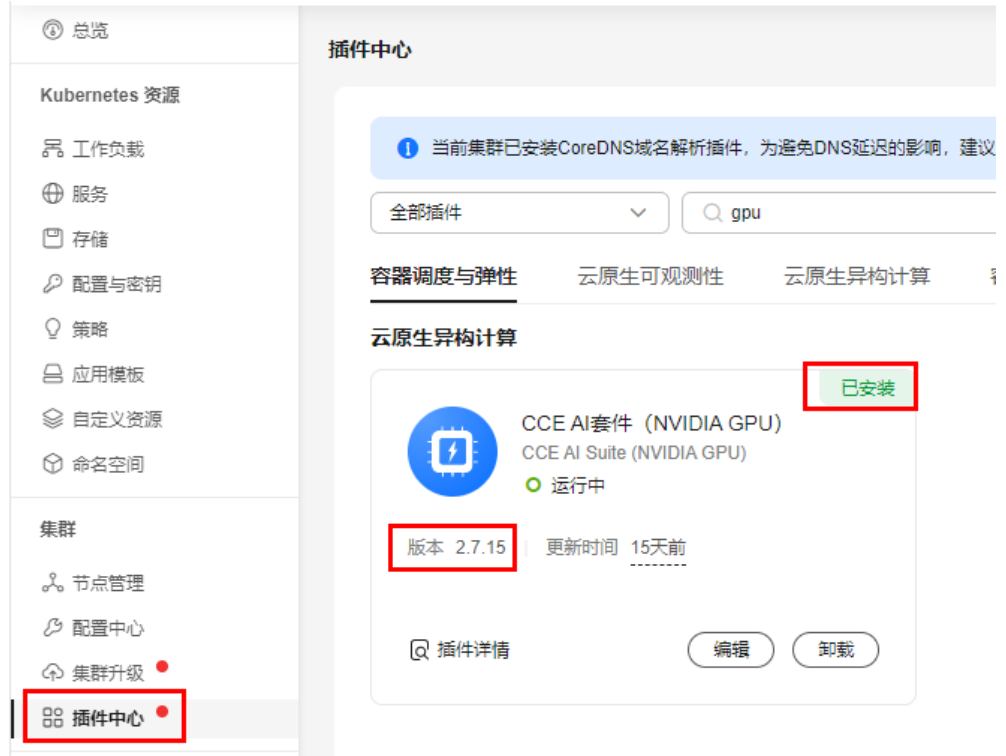 总览
Kubernetes 资源
工作负载
服务
存储
配置与密钥
策略
应用模板
自定义资源
命名空间
集群
节点管理
配置中心
集群升级
插件中心
插件中心
当前集群已安装CoreDNS域名解析插件，为避免DNS延迟的影响，建议
全部插件
gpu
容器调度与弹性 云原生可观测性 云原生异构计算
云原生异构计算
已安装
CCE AI套件（NVIDIA GPU）
CCE AI Suite (NVIDIA GPU)
运行中
版本 2.7.15 更新时间 15天前
插件详情 编辑 卸载